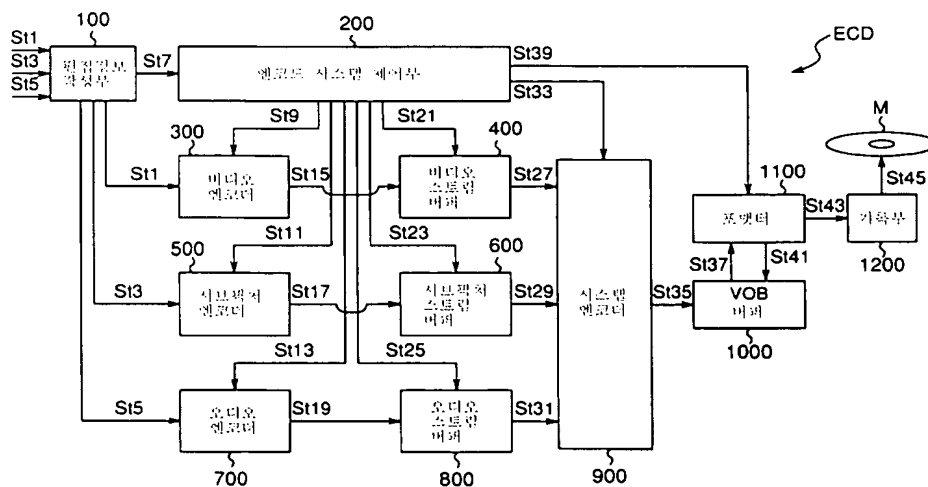 100
200
St1
St3
St5
편집정보
작성부
St7
엔코드 시스템 제어부
St39
St33
ECD
St9
St21
300
400
M
St1
비디오
엔코더
St15
비디오
스트림
버퍼
St27
1100
St45
포맷터
St43
기록부
1200
St11
St23
500
600
St37
St41
St3
서브픽처
엔코더
St17
서브픽처
스트림
버퍼
St29
시스템
엔코더
St35
VOB
버퍼
1000
St13
St25
St5
오디오
엔코더
St19
오디오
스트림
버퍼
St31
700
800
900